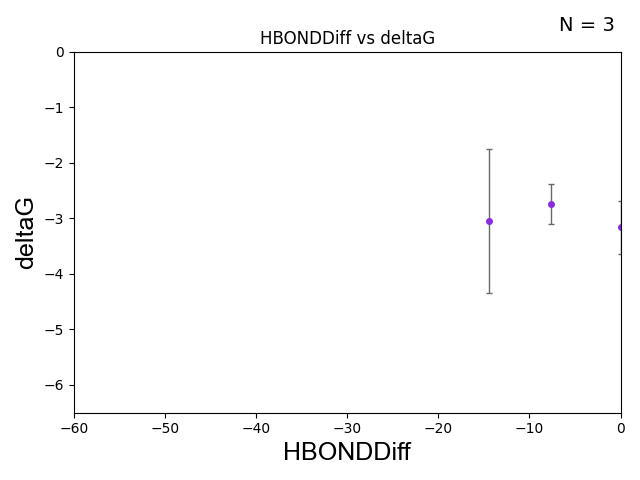 N = 3
HBONDDiff vs deltaG
0
−1
−2
−3
−4
−5
−6
deltaG
−60 −50 −40 −30 −20 −10 0
HBONDDiff